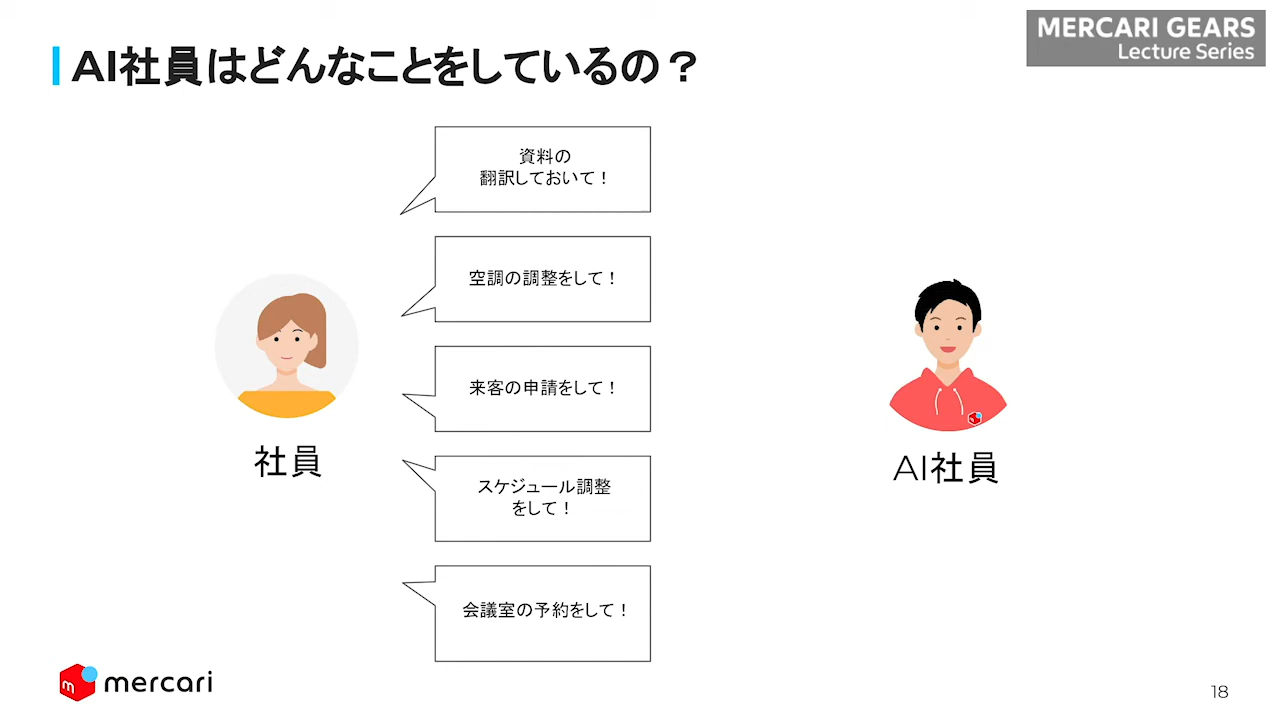 MERCARI GEARS
Lecture Series
AI社員はどんなことをしているの？
資料の
翻訳しておいて！
空調の調整をして！
来客の申請をして！
スケジュール調整
をして！
会議室の予約をして！
社員
AI社員
m mercari
18